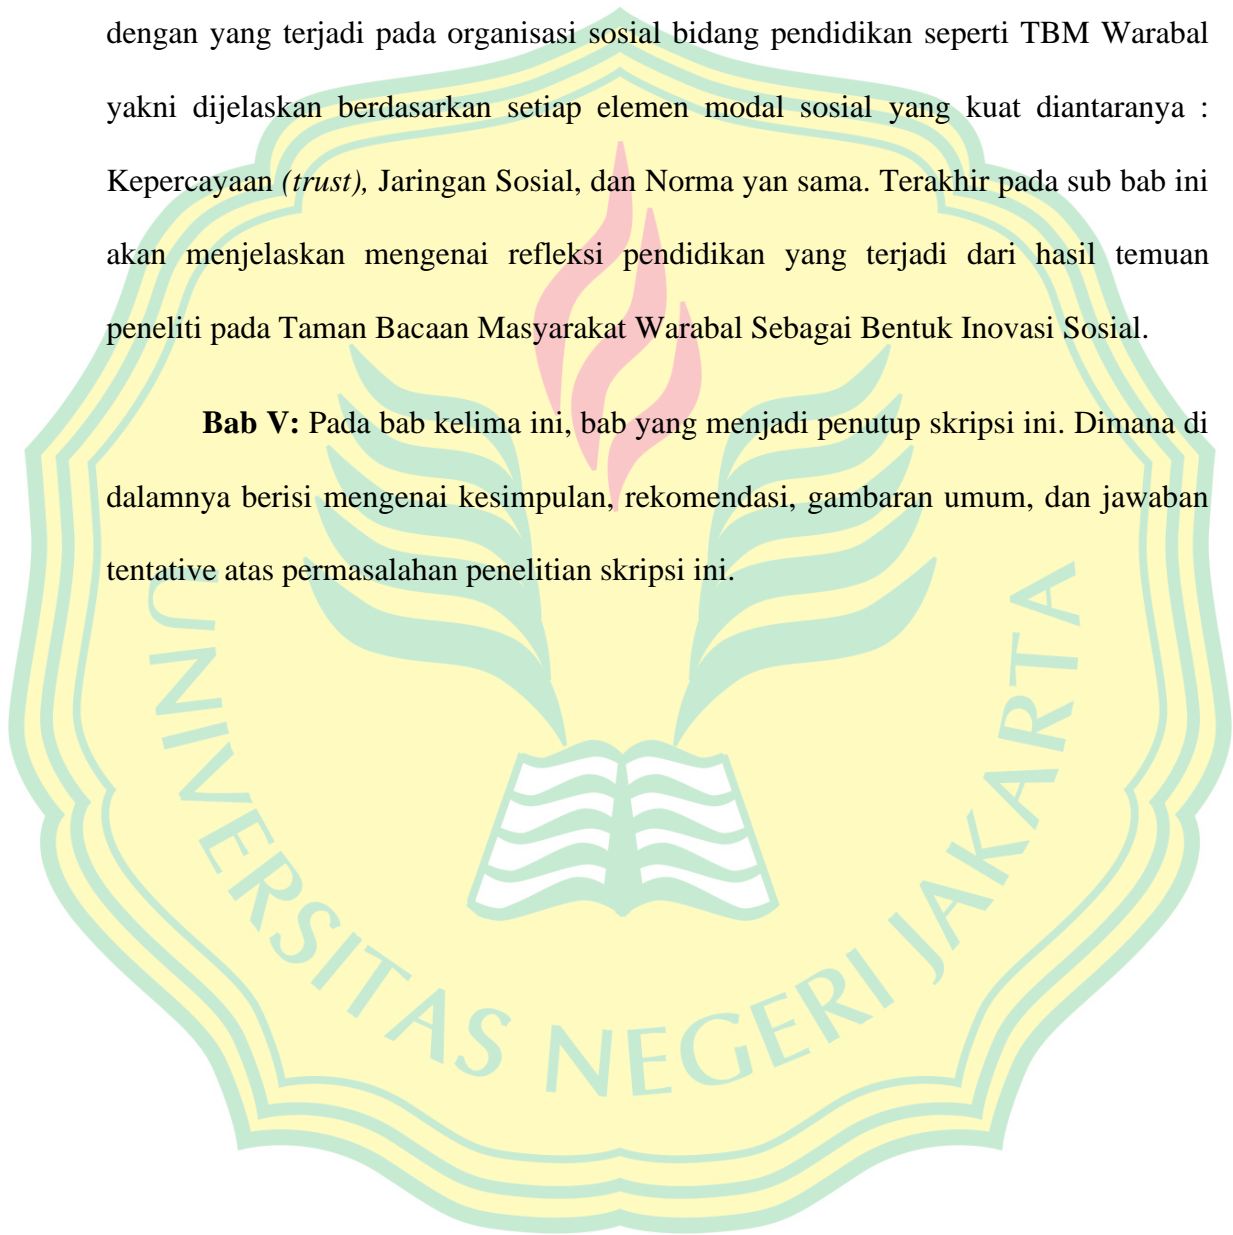 dengan yang terjadi pada organisasi sosial bidang pendidikan seperti TBM Warabal
yakni dijelaskan berdasarkan setiap elemen modal sosial yang kuat diantaranya :
Kepercayaan (trust), Jaringan Sosial, dan Norma yan sama. Terakhir pada sub bab ini
akan menjelaskan mengenai refleksi pendidikan yang terjadi dari hasil temuan
peneliti pada Taman Bacaan Masyarakat Warabal Sebagai Bentuk Inovasi Sosial.
Bab V: Pada bab kelima ini, bab yang menjadi penutup skripsi ini. Dimana di
dalamnya berisi mengenai kesimpulan, rekomendasi, gambaran umum, dan jawaban
tentative atas permasalahan penelitian skripsi ini.
UNIVERSITAS NEGERI JAKARTA